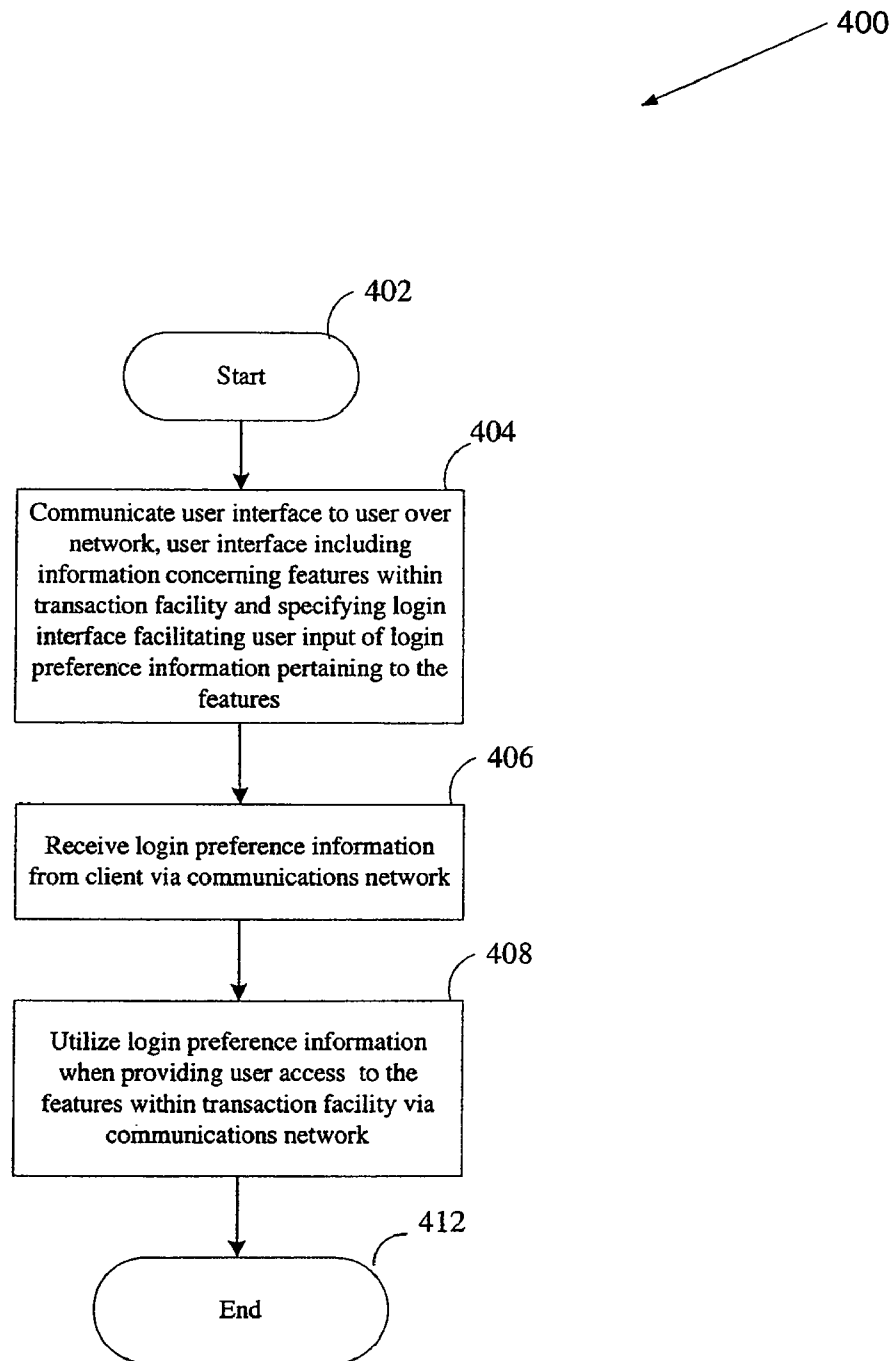 400
402
Start
404
Communicate user interface to user over
network, user interface including
information concerning features within
transaction facility and specifying login
interface facilitating user input of login
preference information pertaining to the
features
406
Receive login preference information
from client via communications network
408
Utilize login preference information
when providing user access to the
features within transaction facility via
communications network
412
End